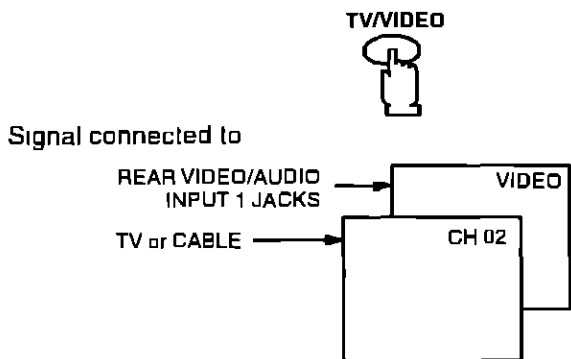 TV/VIDEO
Signal connected to
REAR VIDEO/AUDIO
INPUT 1 JACKS
VIDEO
TV or CABLE
CH 02